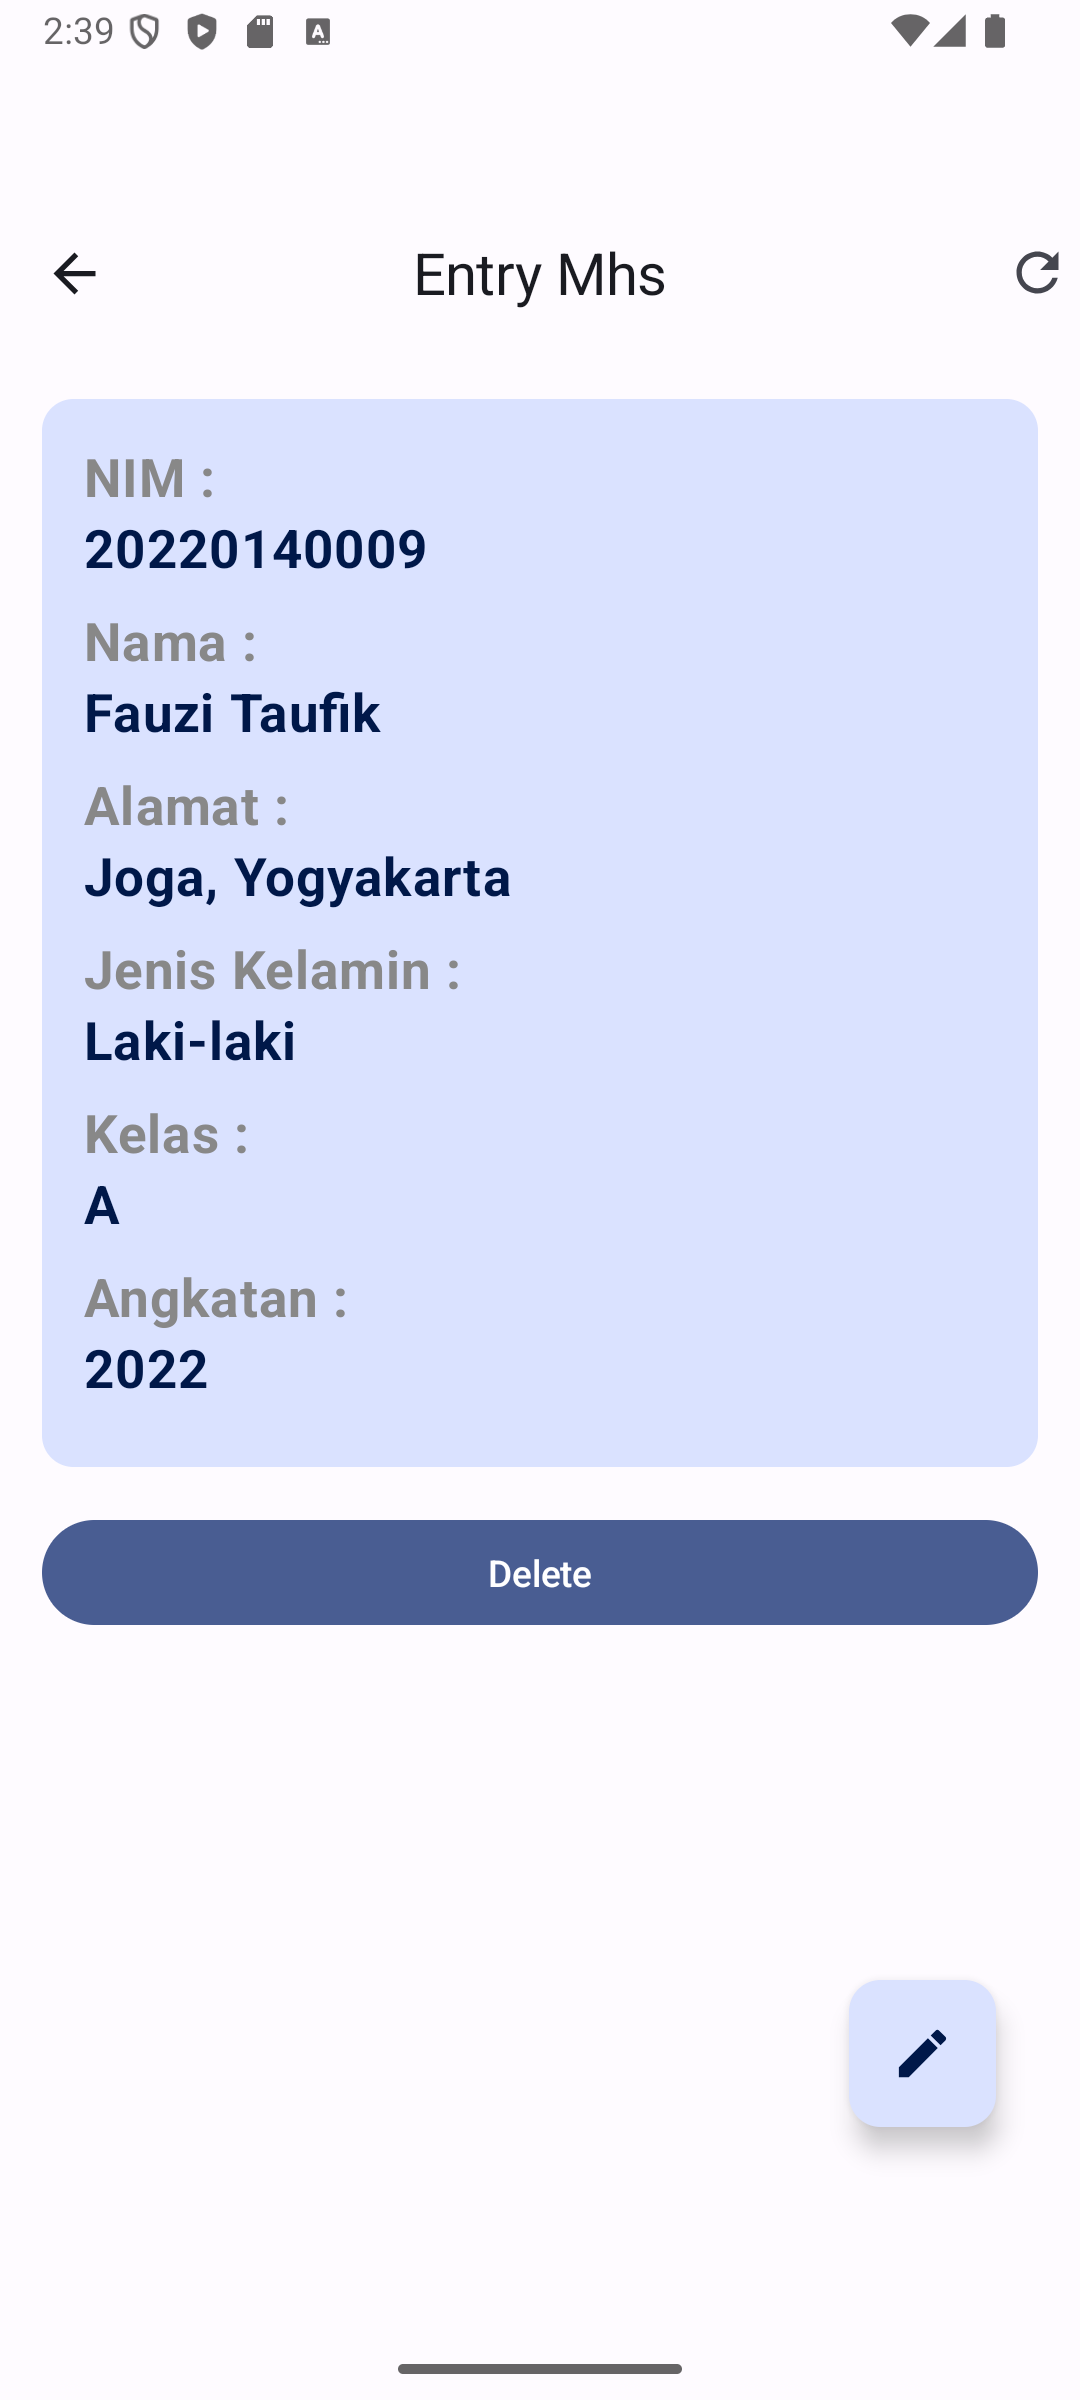 2:39
Entry Mhs
NIM :
20220140009
Nama :
Fauzi Taufik
Alamat :
Joga, Yogyakarta
Jenis Kelamin :
Laki-laki
Kelas :
A
Angkatan :
2022
Delete